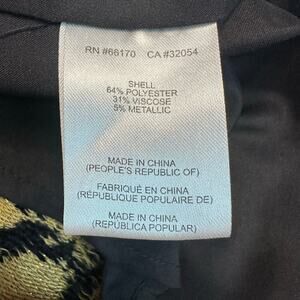 RN #66170 CA #32054
SHELL
64% POLYESTER
31% VISCOSE
5% METALLIC
MADE IN CHINA
(PEOPLE'S REPUBLIC OF)
FABRIQUÉ EN CHINA
(RÉPUBLIQUE POPULAIRE DE)
MADE IN CHINA
(REPUBLICA POPULAR)